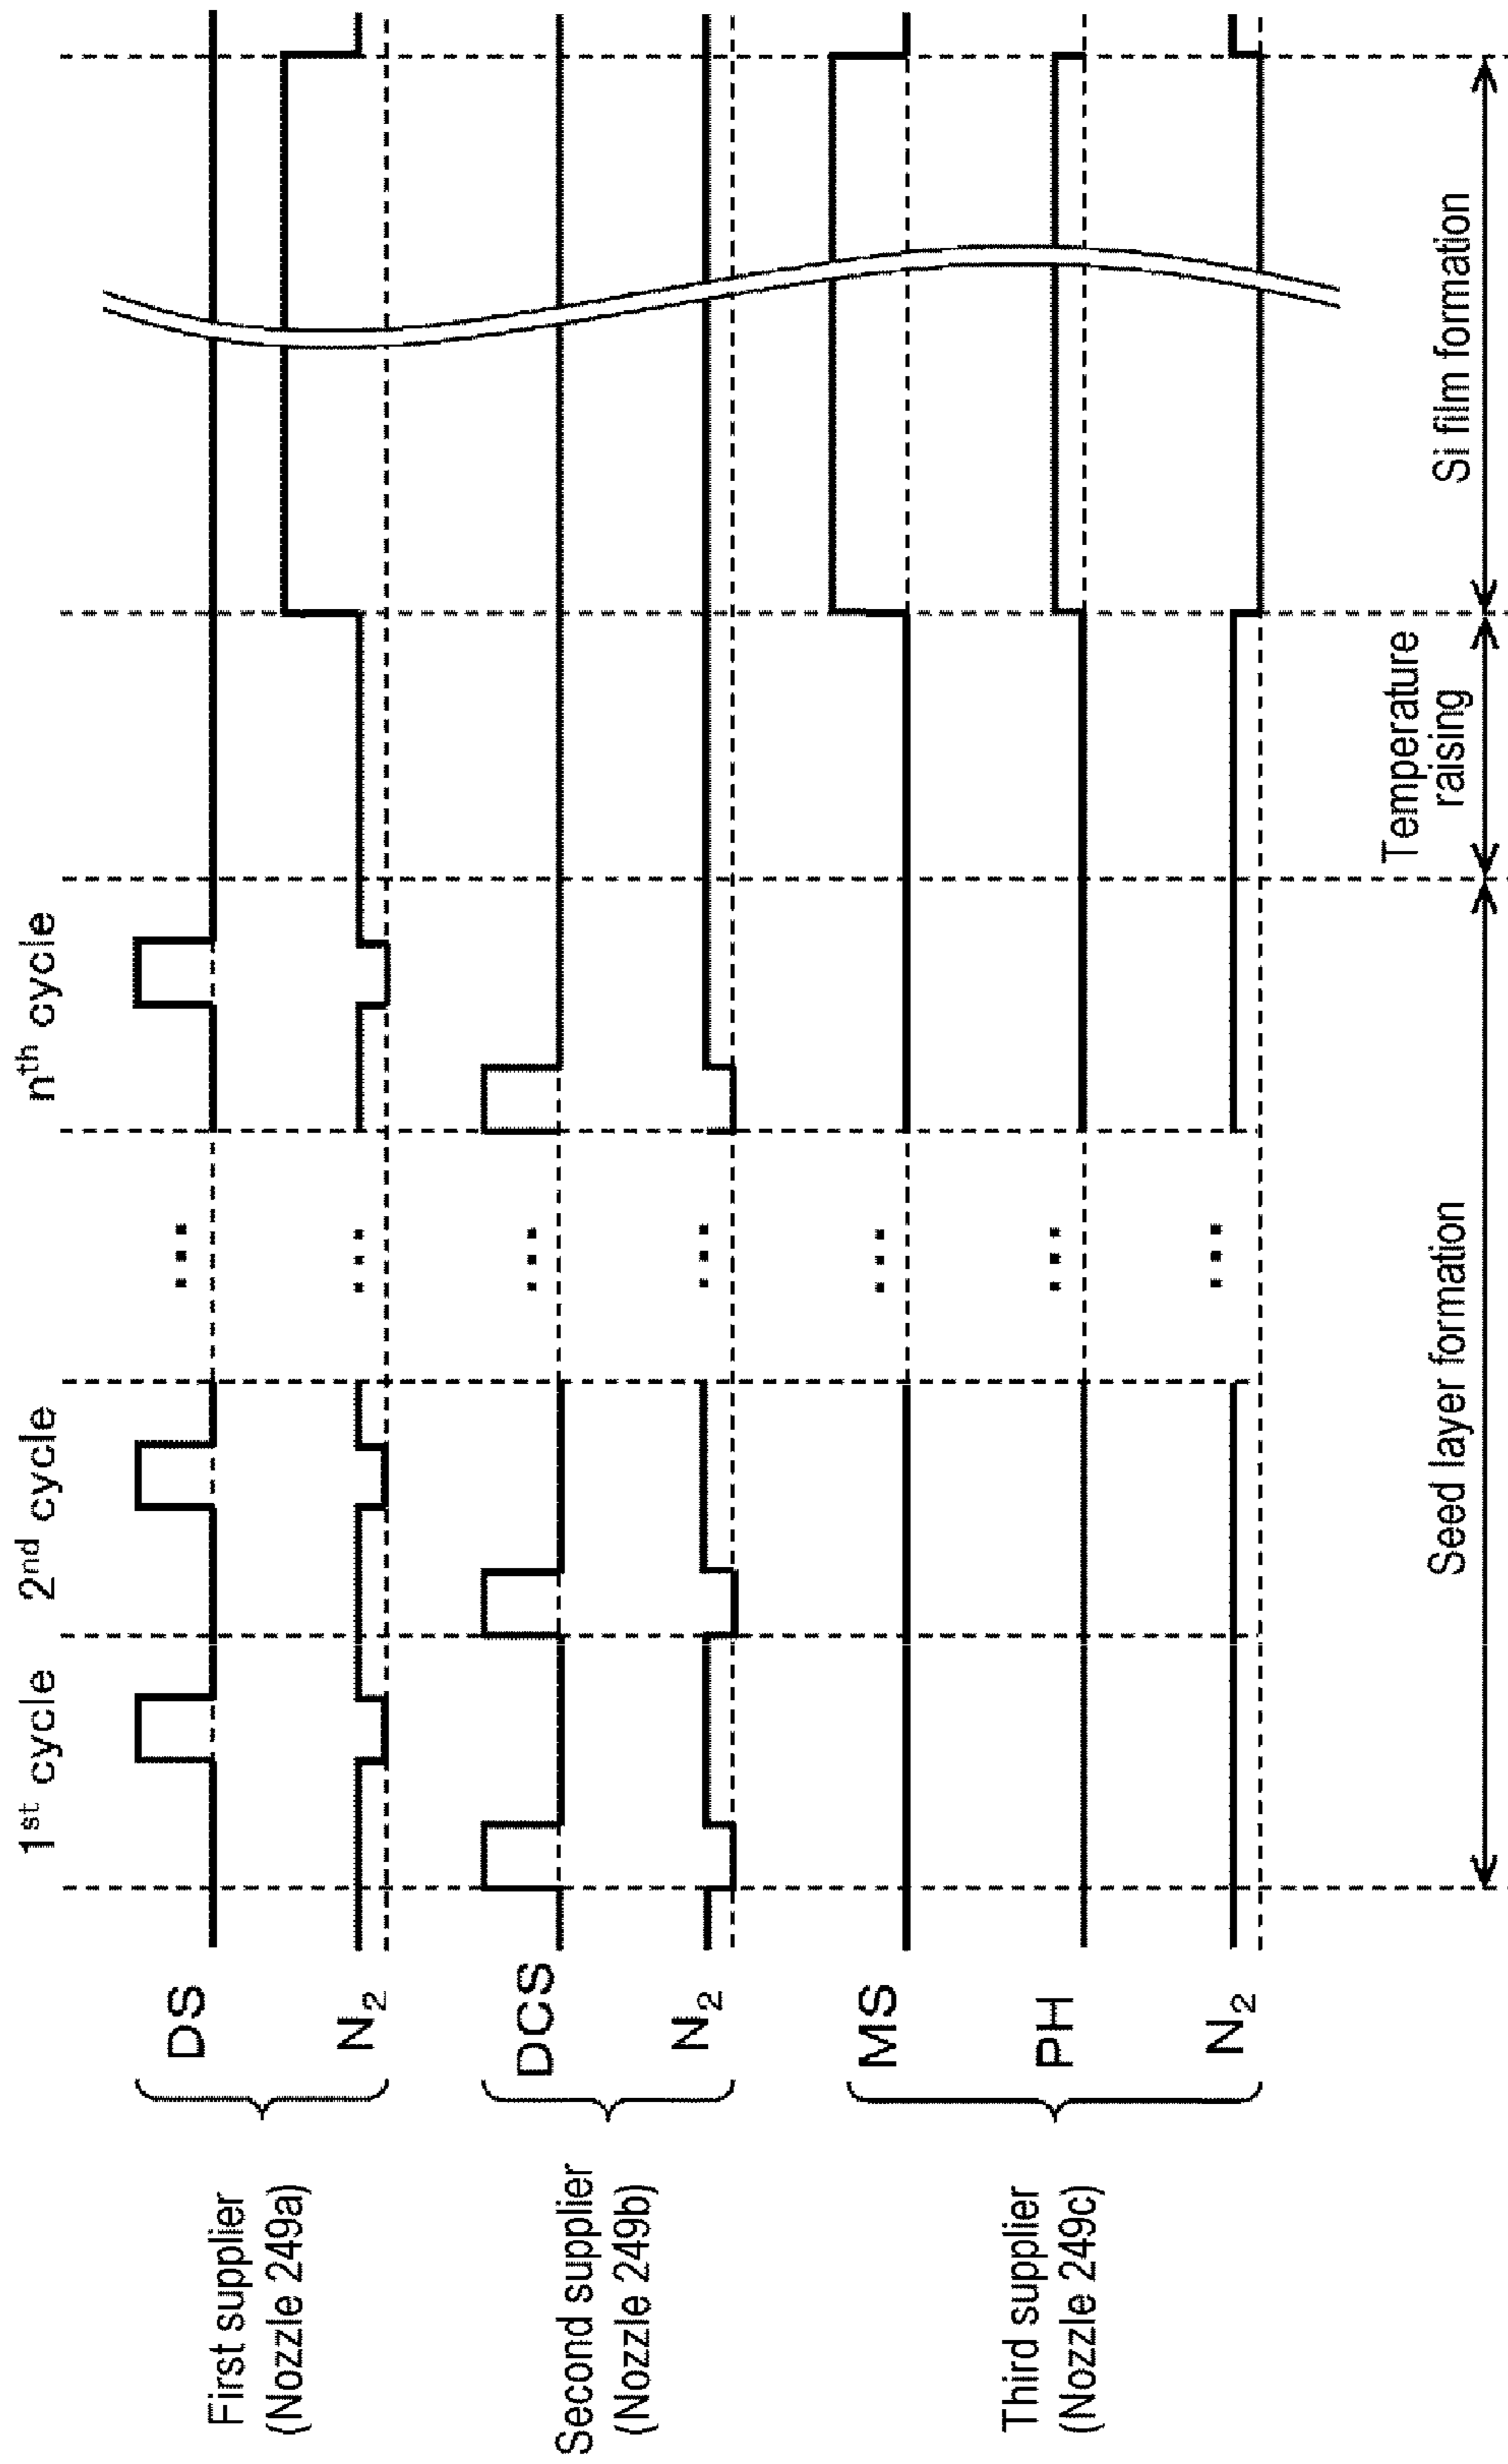 1st cycle
2nd cycle
nth cycle
First supplier
(Nozzle 249a)
DS
N2
Second supplier
(Nozzle 249b)
DCS
N2
Third supplier
(Nozzle 249c)
MS
PH
N2
...
...
...
...
...
...
...
Seed layer formation
Temperature
raising
Si film formation